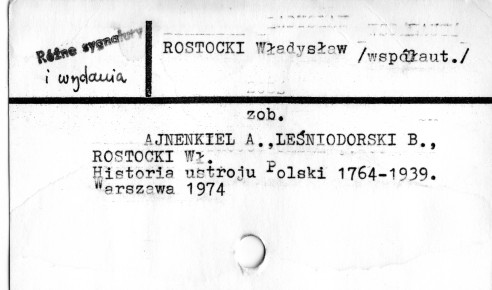 Różne sygnatury
i wydania
ROSTOCKI Władysław /współaut./
zob.
AJNENKIEL A.,LEŚNIODORSKI B.,
ROSTOCKI Wł.
Historia ustroju Polski 1764-1939.
Warszawa 1974